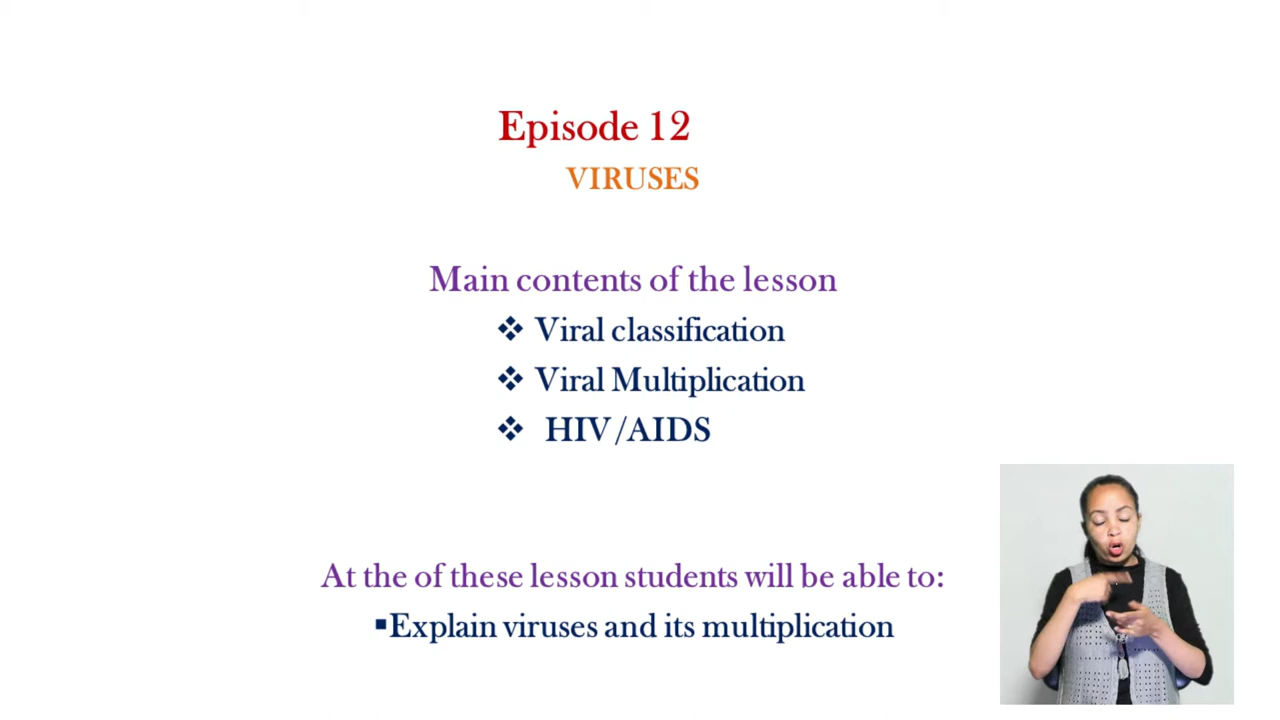 Episode 12
VIRUSES
Main contents of the lesson
❖ Viral classification
❖ Viral Multiplication
❖ HIV/AIDS
At the of these lesson students will be able to:
▪Explain viruses and its multiplication